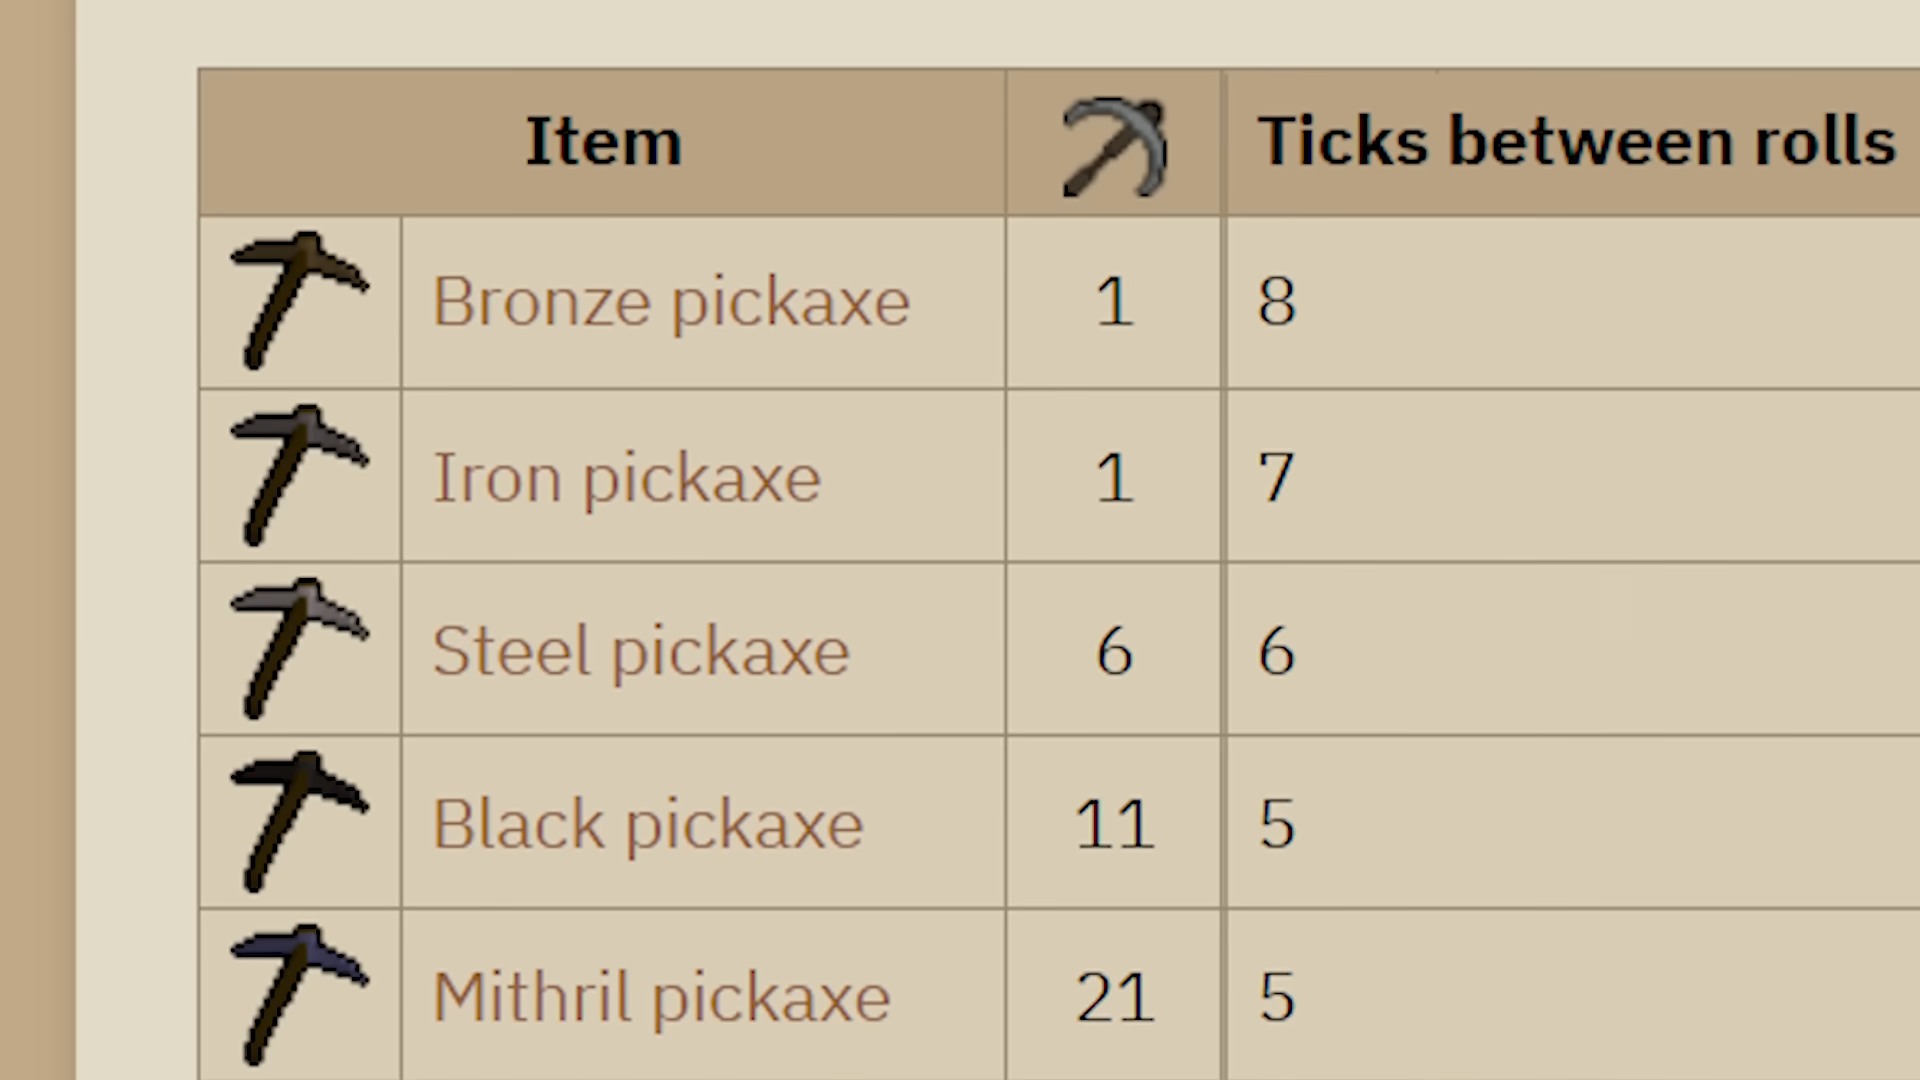 Item Ticks between rolls
Bronze pickaxe 1 8
Iron pickaxe 1 7
Steel pickaxe 6 6
Black pickaxe 11 5
Mithril pickaxe 21 5